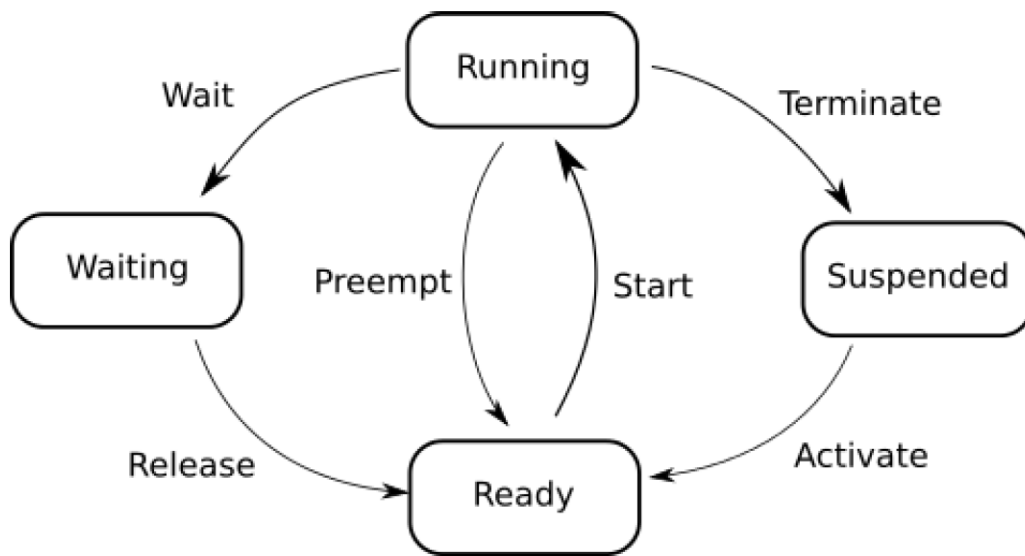 Running
Wait
Terminate
Waiting
Preempt
Start
Suspended
Release
Activate
Ready